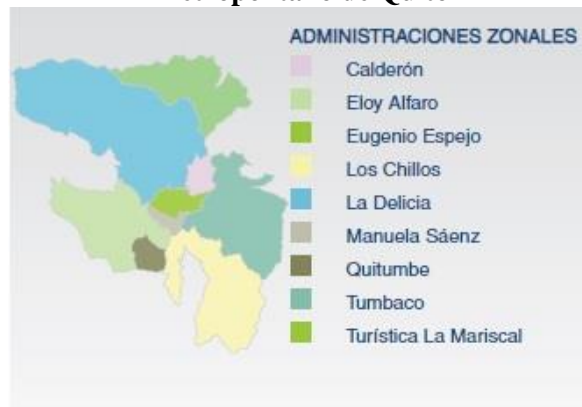 ADMINISTRACIONES ZONALES
Calderón
Eloy Alfaro
Eugenio Espejo
Los Chillos
La Delicia
Manuela Sáenz
Quitumbe
Tumbaco
Turística La Mariscal